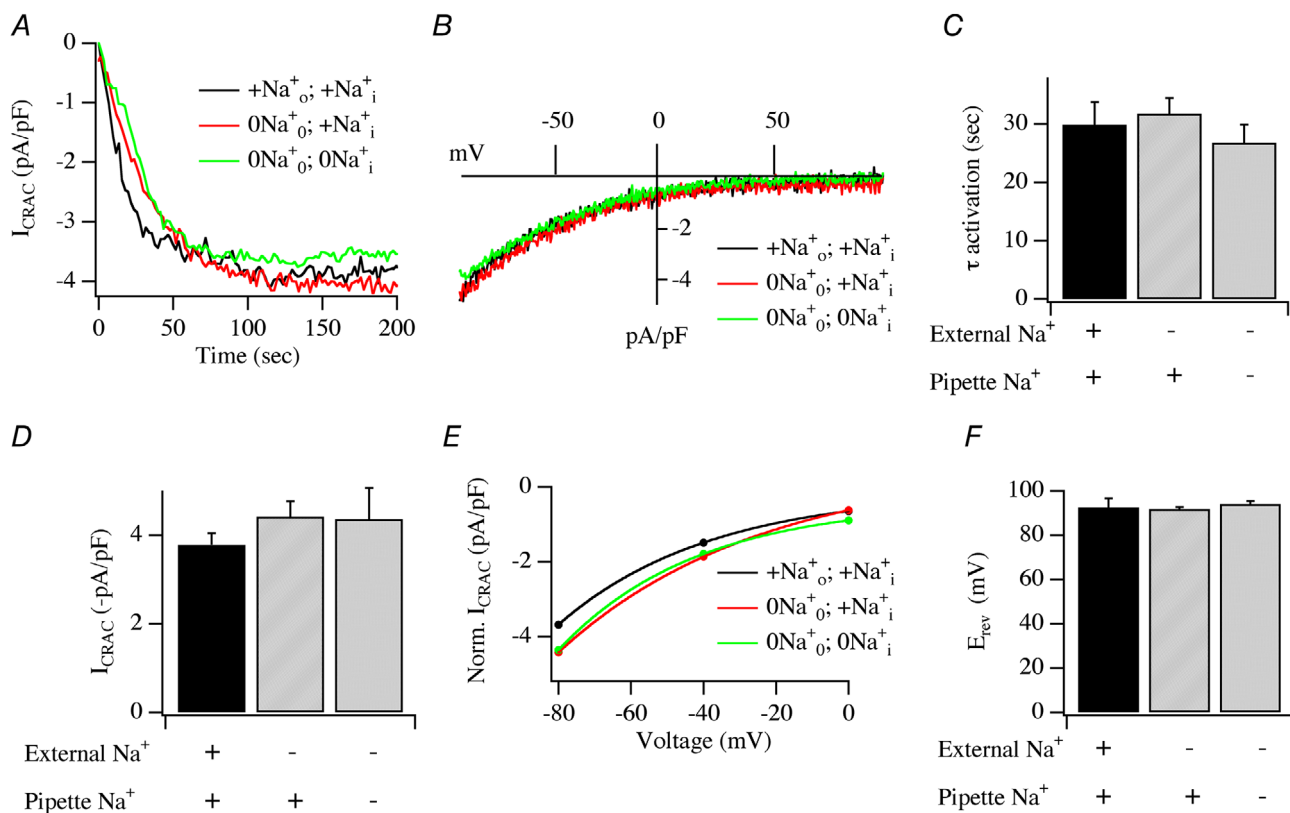 A
0
-1
-2
-3
-4
I_CRAC (pA/pF)
0 50 100 150 200
Time (sec)
+Na⁺ₒ; +Na⁺ᵢ
0Na⁺₀; +Na⁺ᵢ
0Na⁺₀; 0Na⁺ᵢ
B
-50 0 50
mV
-2
-4
pA/pF
+Na⁺ₒ; +Na⁺ᵢ
0Na⁺₀; +Na⁺ᵢ
0Na⁺₀; 0Na⁺ᵢ
C
30
20
10
0
τ activation (sec)
External Na⁺ + - -
Pipette Na⁺ + + -
D
4
2
0
I_CRAC (-pA/pF)
External Na⁺ + - -
Pipette Na⁺ + + -
E
0
-2
-4
Norm. I_CRAC (pA/pF)
-80 -60 -40 -20 0
Voltage (mV)
+Na⁺ₒ; +Na⁺ᵢ
0Na⁺₀; +Na⁺ᵢ
0Na⁺₀; 0Na⁺ᵢ
F
100
80
60
40
20
0
E_rev (mV)
External Na⁺ + - -
Pipette Na⁺ + + -